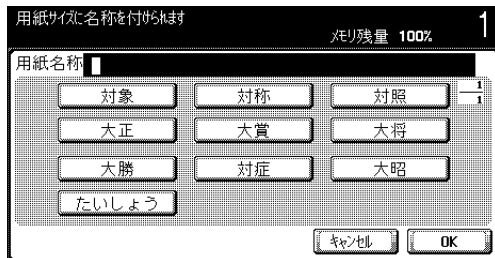 用紙サイズに名称を付けられます
メモリ残量 100% 1
用紙名称
対象 対称 対照 1/1
大正 大賞 大将
大勝 対症 大昭
たいしょう
キャンセル OK